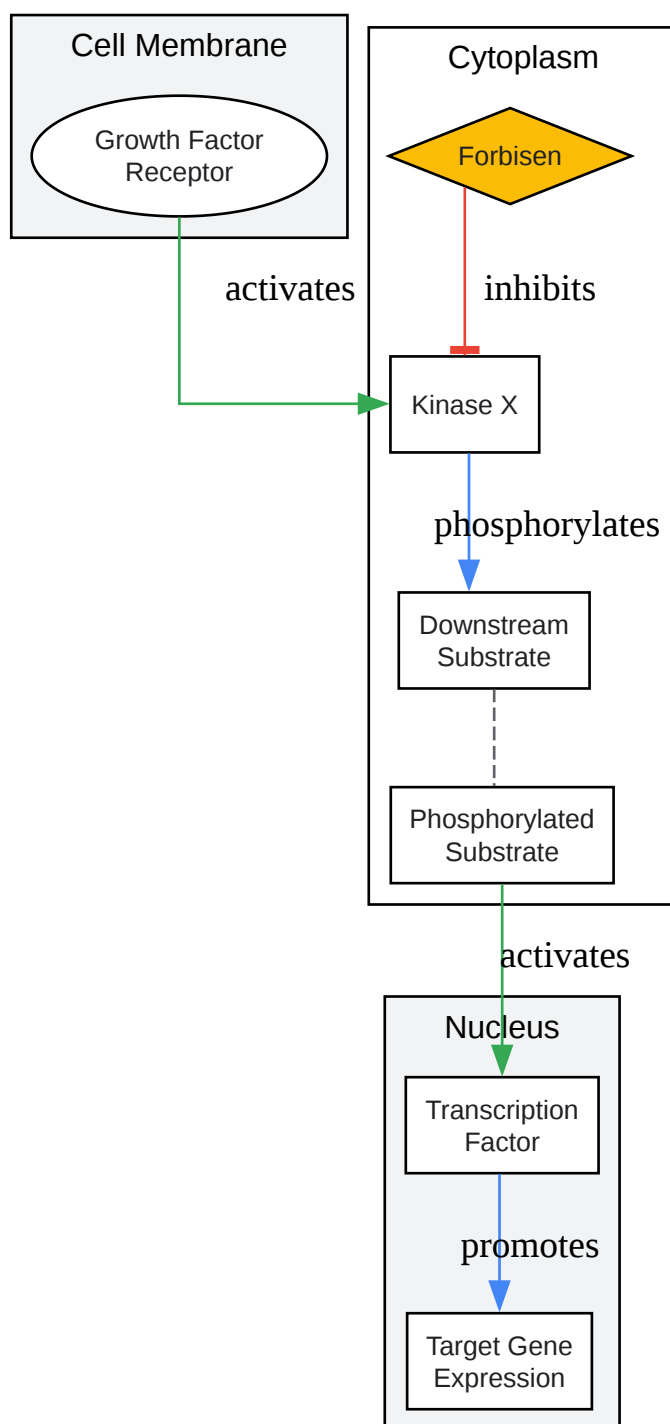 Cell Membrane
Growth Factor
Receptor
activates
Cytoplasm
Forbisen
inhibits
Kinase X
phosphorylates
Downstream
Substrate
Phosphorylated
Substrate
activates
Nucleus
Transcription
Factor
promotes
Target Gene
Expression